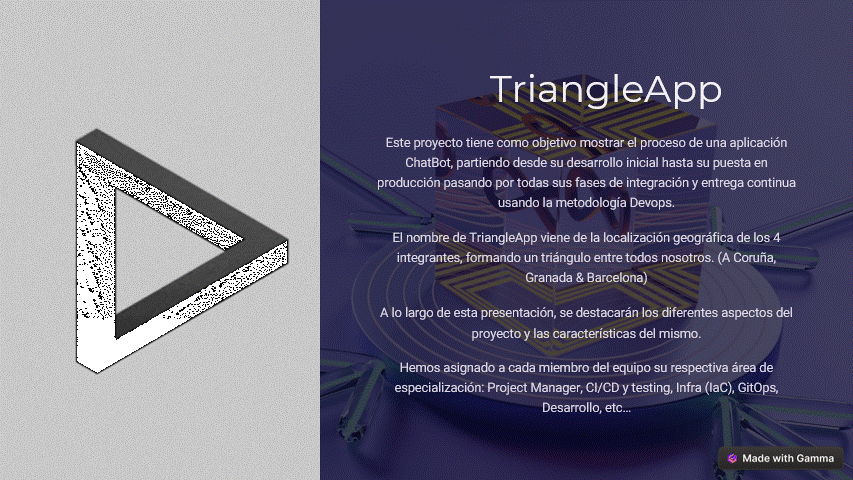 TriangleApp
Este proyecto tiene como objetivo mostrar el proceso de una aplicación
ChatBot, partiendo desde su desarrollo inicial hasta su puesta en
producción pasando por todas sus fases de integración y entrega continua
usando la metodología Devops.
El nombre de TriangleApp viene de la localización geográfica de los 4
integrantes, formando un triángulo entre todos nosotros. (A Coruña,
Granada & Barcelona)
A lo largo de esta presentación, se destacarán los diferentes aspectos del
proyecto y las características del mismo.
Hemos asignado a cada miembro del equipo su respectiva área de
especialización: Project Manager, CI/CD y testing, Infra (IaC), GitOps,
Desarrollo, etc...
Made with Gamma